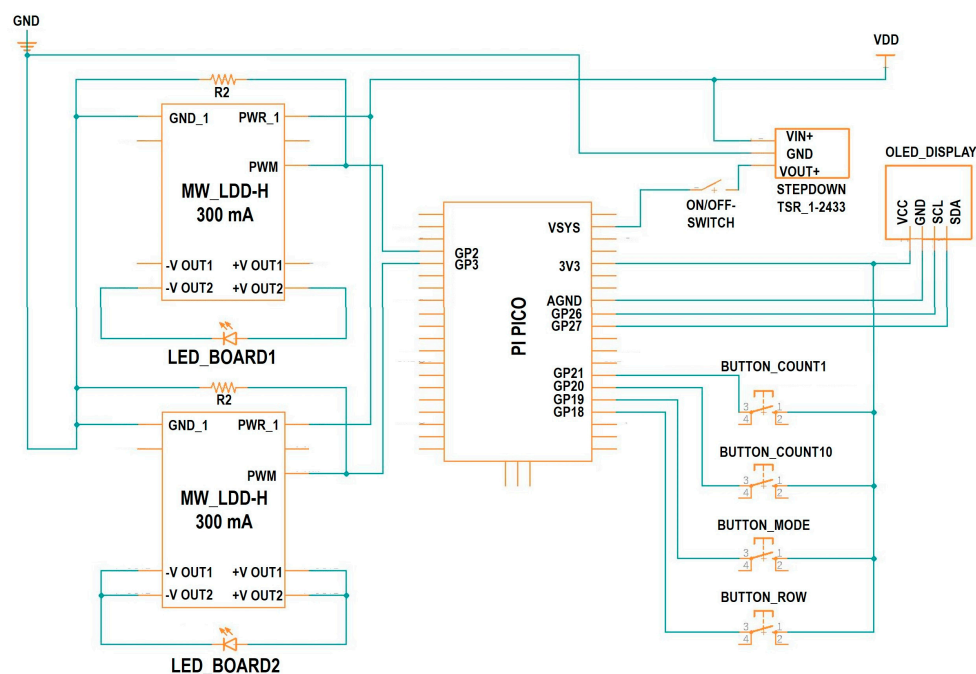 GND
VDD
R2
GND_1
PWR_1
PWM
MW_LDD-H
300 mA
-V OUT1
+V OUT1
-V OUT2
+V OUT2
LED_BOARD1
R2
GND_1
PWR_1
PWM
MW_LDD-H
300 mA
-V OUT1
+V OUT1
-V OUT2
+V OUT2
LED_BOARD2
GP2
GP3
PI PICO
VSYS
3V3
AGND
GP26
GP27
GP21
GP20
GP19
GP18
VIN+
GND
VOUT+
STEPDOWN
TSR_1-2433
ON/OFF-
SWITCH
OLED_DISPLAY
VCC
GND
SCL
SDA
BUTTON_COUNT1
3 1
4 2
BUTTON_COUNT10
3 1
4 2
BUTTON_MODE
3 1
4 2
BUTTON_ROW
3 1
4 2